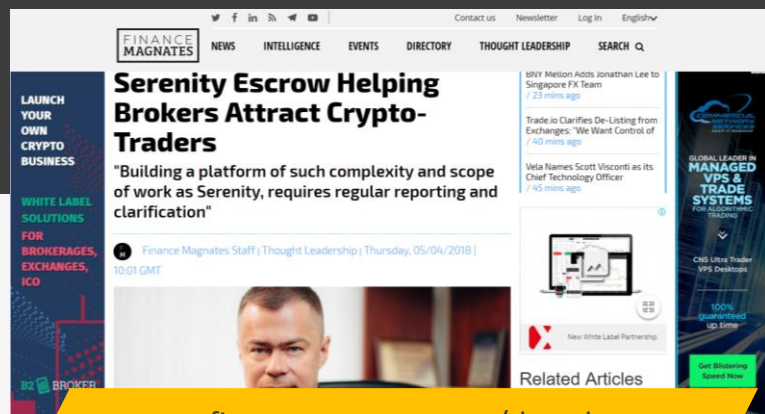 Contact us Newsletter Log In English
FINANCE
MAGNATES
NEWS INTELLIGENCE EVENTS DIRECTORY THOUGHT LEADERSHIP SEARCH
LAUNCH
YOUR
OWN
CRYPTO
BUSINESS
WHITE LABEL
SOLUTIONS
FOR
BROKERAGES,
EXCHANGES,
ICO
B2 BROKER
Serenity Escrow Helping
Brokers Attract Crypto-
Traders
"Building a platform of such complexity and scope
of work as Serenity, requires regular reporting and
clarification"
Finance Magnates Staff | Thought Leadership | Thursday, 05/04/2018 |
10:01 GMT
BNY Mellon Adds Jonathan Lee to
Singapore FX Team
/ 23 mins ago
Trade.io Clarifies De-Listing from
Exchanges: "We Want Control of
/ 40 mins ago
Vela Names Scott Visconti as its
Chief Technology Officer
/ 45 mins ago
New White Label Partnership
Related Articles
COMMERCIAL
NETWORK
SERVICES
GLOBAL LEADER IN
MANAGED
VPS &
TRADE
SYSTEMS
FOR ALGORITHMIC
TRADING
CNS Ultra Trader
VPS Desktops
100%
guaranteed
up time
Get Blistering
Speed Now